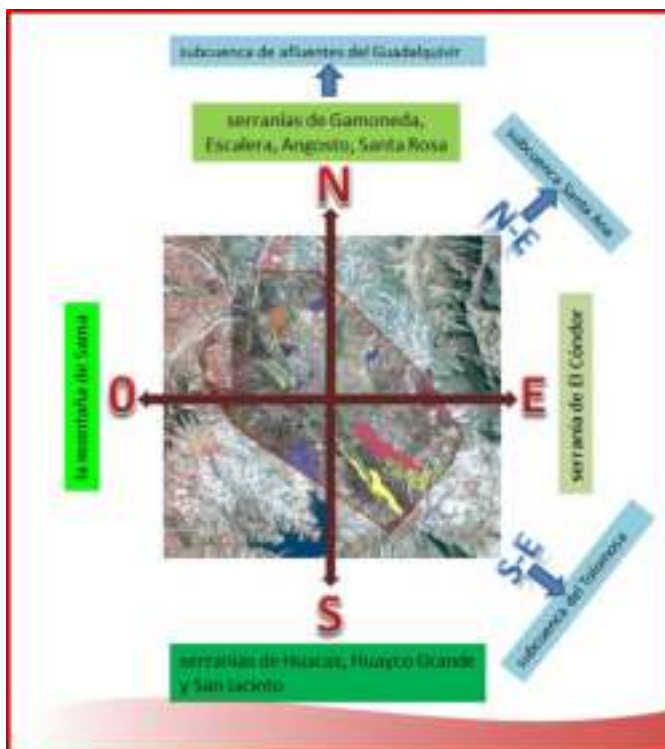 subcuenca de afluentes del Guadalquivir
serranías de Gamoneda,
Escalera, Angosto, Santa Rosa
N
subcuenca Santa Ana
N-E
la montaña de Sama
O
E
serranía de El Cóndor
S-E
subcuenca del Tolomosa
S
serranías de Huacas, Huayco Grande
y San Jacinto